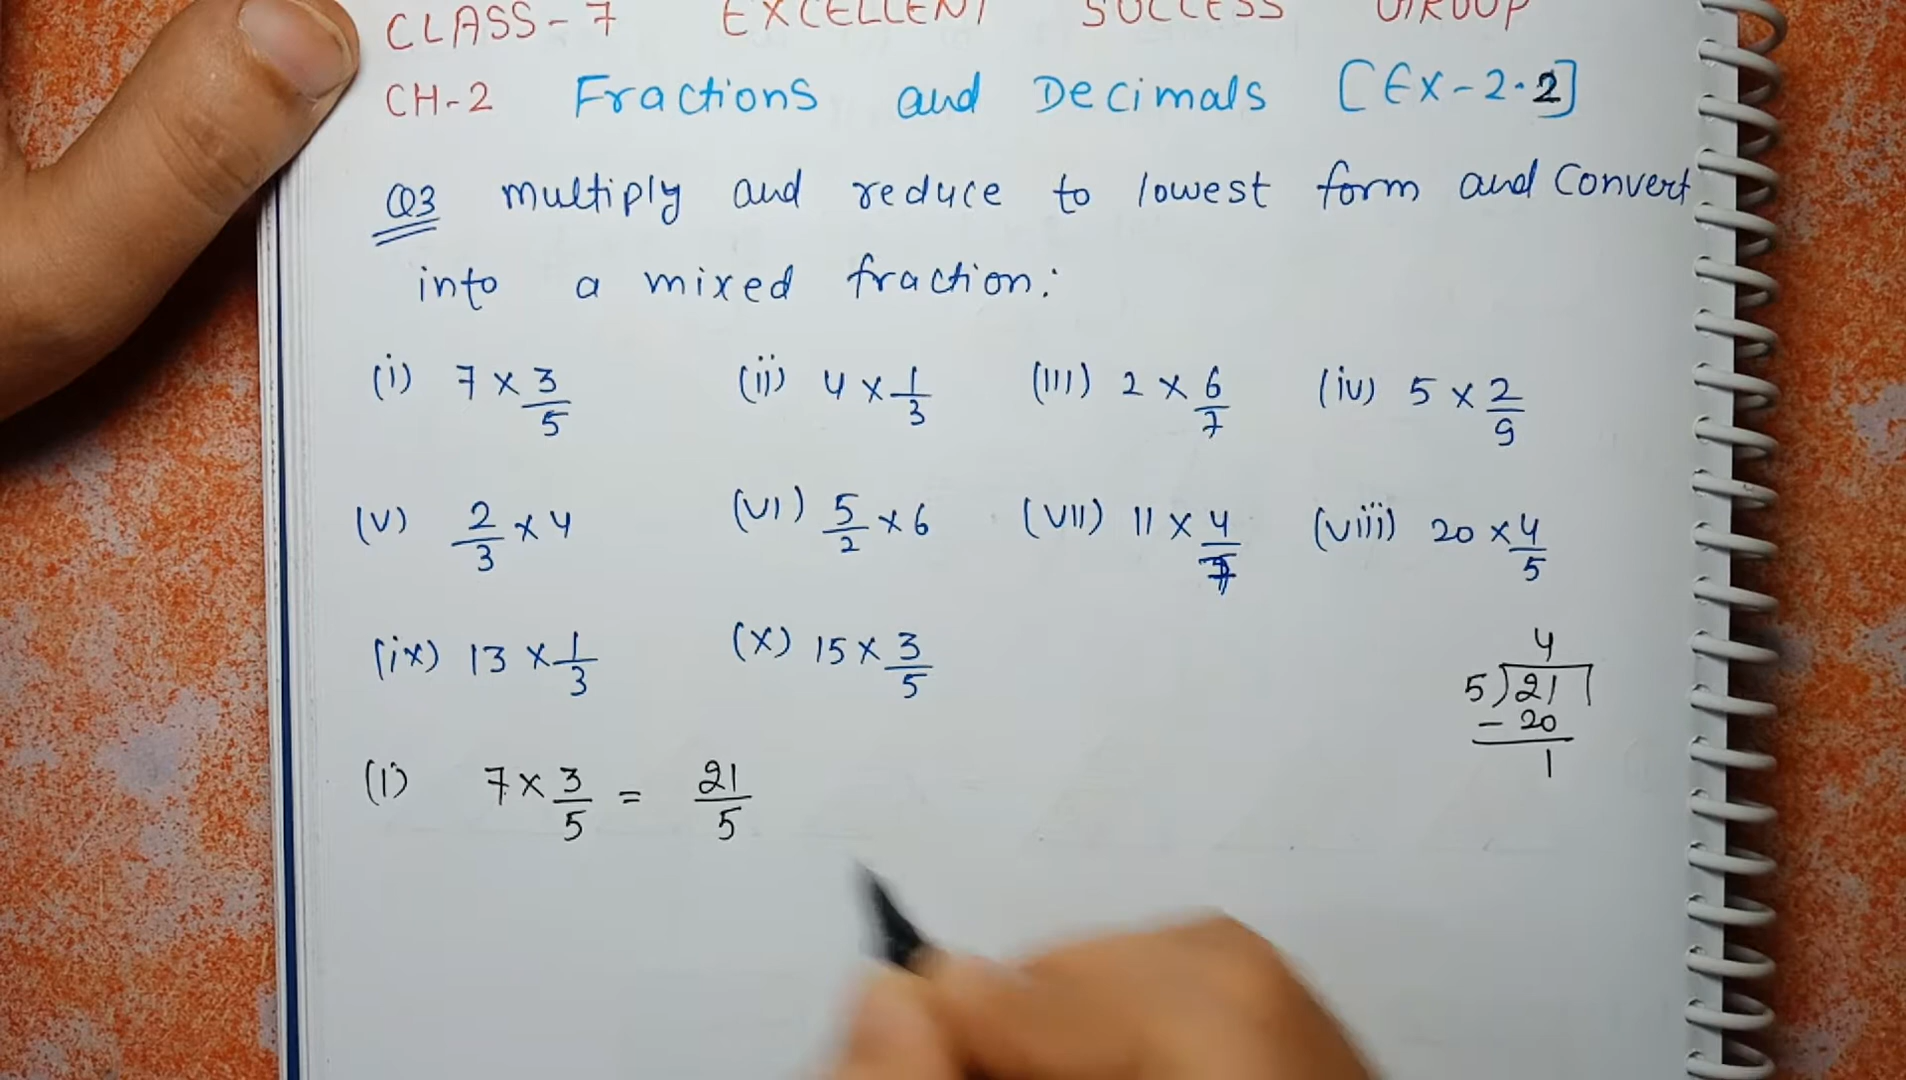 CLASS-7 EXCELLENT SUCCESS GROUP
CH-2 Fractions and Decimals [EX-2.2]
Q3 multiply and reduce to lowest form and Convert
into a mixed fraction:
(i) 7 × 3/5 (ii) 4 × 1/3 (III) 2 × 6/7 (iv) 5 × 2/9
(V) 2/3 × 4 (VI) 5/2 × 6 (VII) 11 × 4/7 (viii) 20 × 4/5
(ix) 13 × 1/3 (X) 15 × 3/5
4
5)21
- 20
1
(i) 7 × 3/5 = 21/5